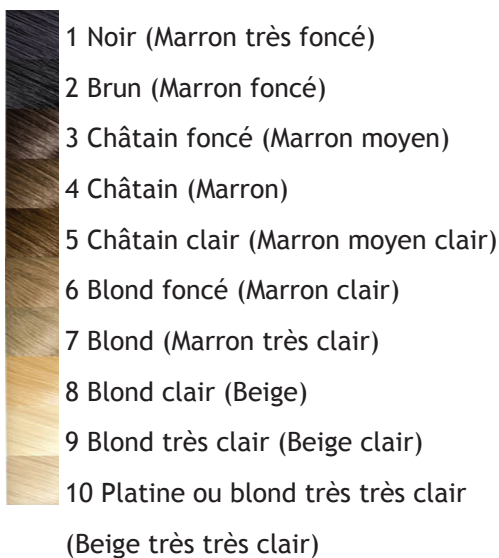 1 Noir (Marron très foncé)
2 Brun (Marron foncé)
3 Châtain foncé (Marron moyen)
4 Châtain (Marron)
5 Châtain clair (Marron moyen clair)
6 Blond foncé (Marron clair)
7 Blond (Marron très clair)
8 Blond clair (Beige)
9 Blond très clair (Beige clair)
10 Platine ou blond très très clair
(Beige très très clair)